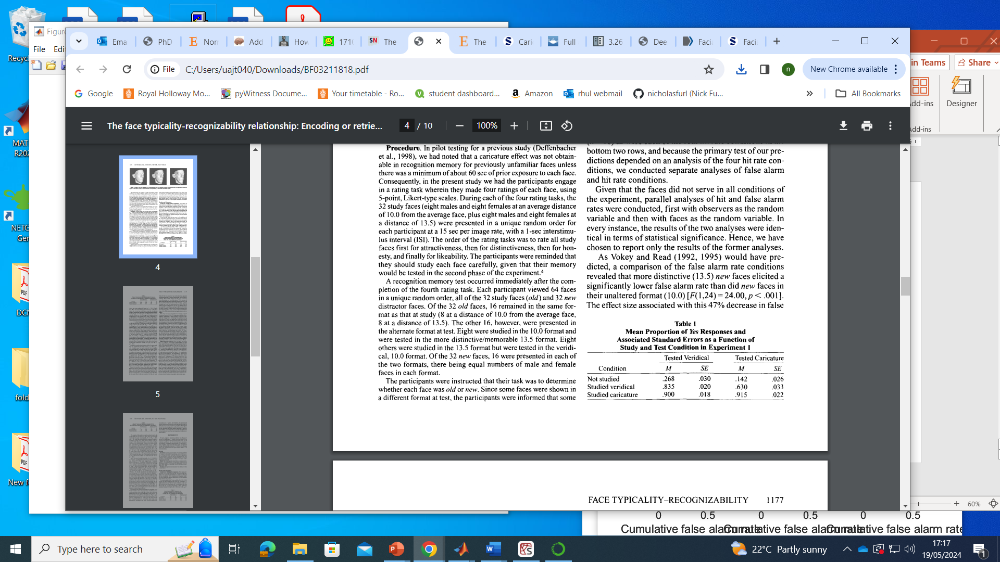 Recyc
Figure
File Edi
Ema
PhD
Nor
Add
How
171
SN The
The
Cari
Full
3.26
Dee
Facia
Facia
File C:/Users/uajt040/Downloads/BF03211818.pdf
n
New Chrome available
in Teams
Share
Google
Royal Holloway Mo...
pyWitness Docume...
Your timetable - Ro...
student dashboard...
Amazon
rhul webmail
nicholasfurl (Nick Fu...
All Bookmarks
dd-ins
Designer
dd-ins
The face typicality-recognizability relationship: Encoding or retrie...
4 / 10
100%
MAT
R202
NETG
Ger
DCN
fold
New f
4
5
Procedure. In pilot testing for a previous study (Deffenbacher
et al., 1998), we had noted that a caricature effect was not obtain-
able in recognition memory for previously unfamiliar faces unless
there was a minimum of about 60 sec of prior exposure to each face.
Consequently, in the present study we had the participants engage
in a rating task wherein they made four ratings of each face, using
5-point, Likert-type scales. During each of the four rating tasks, the
32 study faces (eight males and eight females at an average distance
of 10.0 from the average face, plus eight males and eight females at
a distance of 13.5) were presented in a unique random order for
each participant at a 15 sec per image rate, with a 1-sec interstimu-
lus interval (ISI). The order of the rating tasks was to rate all study
faces first for attractiveness, then for distinctiveness, then for hon-
esty, and finally for likeability. The participants were reminded that
they should study each face carefully, given that their memory
would be tested in the second phase of the experiment.4
A recognition memory test occurred immediately after the com-
pletion of the fourth rating task. Each participant viewed 64 faces
in a unique random order, all of the 32 study faces (old) and 32 new
distractor faces. Of the 32 old faces, 16 remained in the same for-
mat as that at study (8 at a distance of 10.0 from the average face,
8 at a distance of 13.5). The other 16, however, were presented in
the alternate format at test. Eight were studied in the 10.0 format and
were tested in the more distinctive/memorable 13.5 format. Eight
others were studied in the 13.5 format but were tested in the veridi-
cal, 10.0 format. Of the 32 new faces, 16 were presented in each of
the two formats, there being equal numbers of male and female
faces in each format.
The participants were instructed that their task was to determine
whether each face was old or new. Since some faces were shown in
a different format at test, the participants were informed that some
bottom two rows, and because the primary test of our pre-
dictions depended on an analysis of the four hit rate con-
ditions, we conducted separate analyses of false alarm
and hit rate conditions.
Given that the faces did not serve in all conditions of
the experiment, parallel analyses of hit and false alarm
rates were conducted, first with observers as the random
variable and then with faces as the random variable. In
every instance, the results of the two analyses were iden-
tical in terms of statistical significance. Hence, we have
chosen to report only the results of the former analyses.
As Vokey and Read (1992, 1995) would have pre-
dicted, a comparison of the false alarm rate conditions
revealed that more distinctive (13.5) new faces elicited a
significantly lower false alarm rate than did new faces in
their unaltered format (10.0) [F(1,24) = 24.00, p < .001].
The effect size associated with this 47% decrease in false
Table 1
Mean Proportion of Yes Responses and
Associated Standard Errors as a Function of
Study and Test Condition in Experiment 1
Tested Veridical Tested Caricature
Condition M SE M SE
Not studied .268 .030 .142 .026
Studied veridical .835 .020 .630 .033
Studied caricature .900 .018 .915 .022
FACE TYPICALITY–RECOGNIZABILITY 1177
60%
0 0.5 0 0.5 0 0.5
Cumulative false alarm rate
Cumulative false alarm rate
Cumulative false alarm rate
Type here to search
22°C Partly sunny
17:17
19/05/2024
1